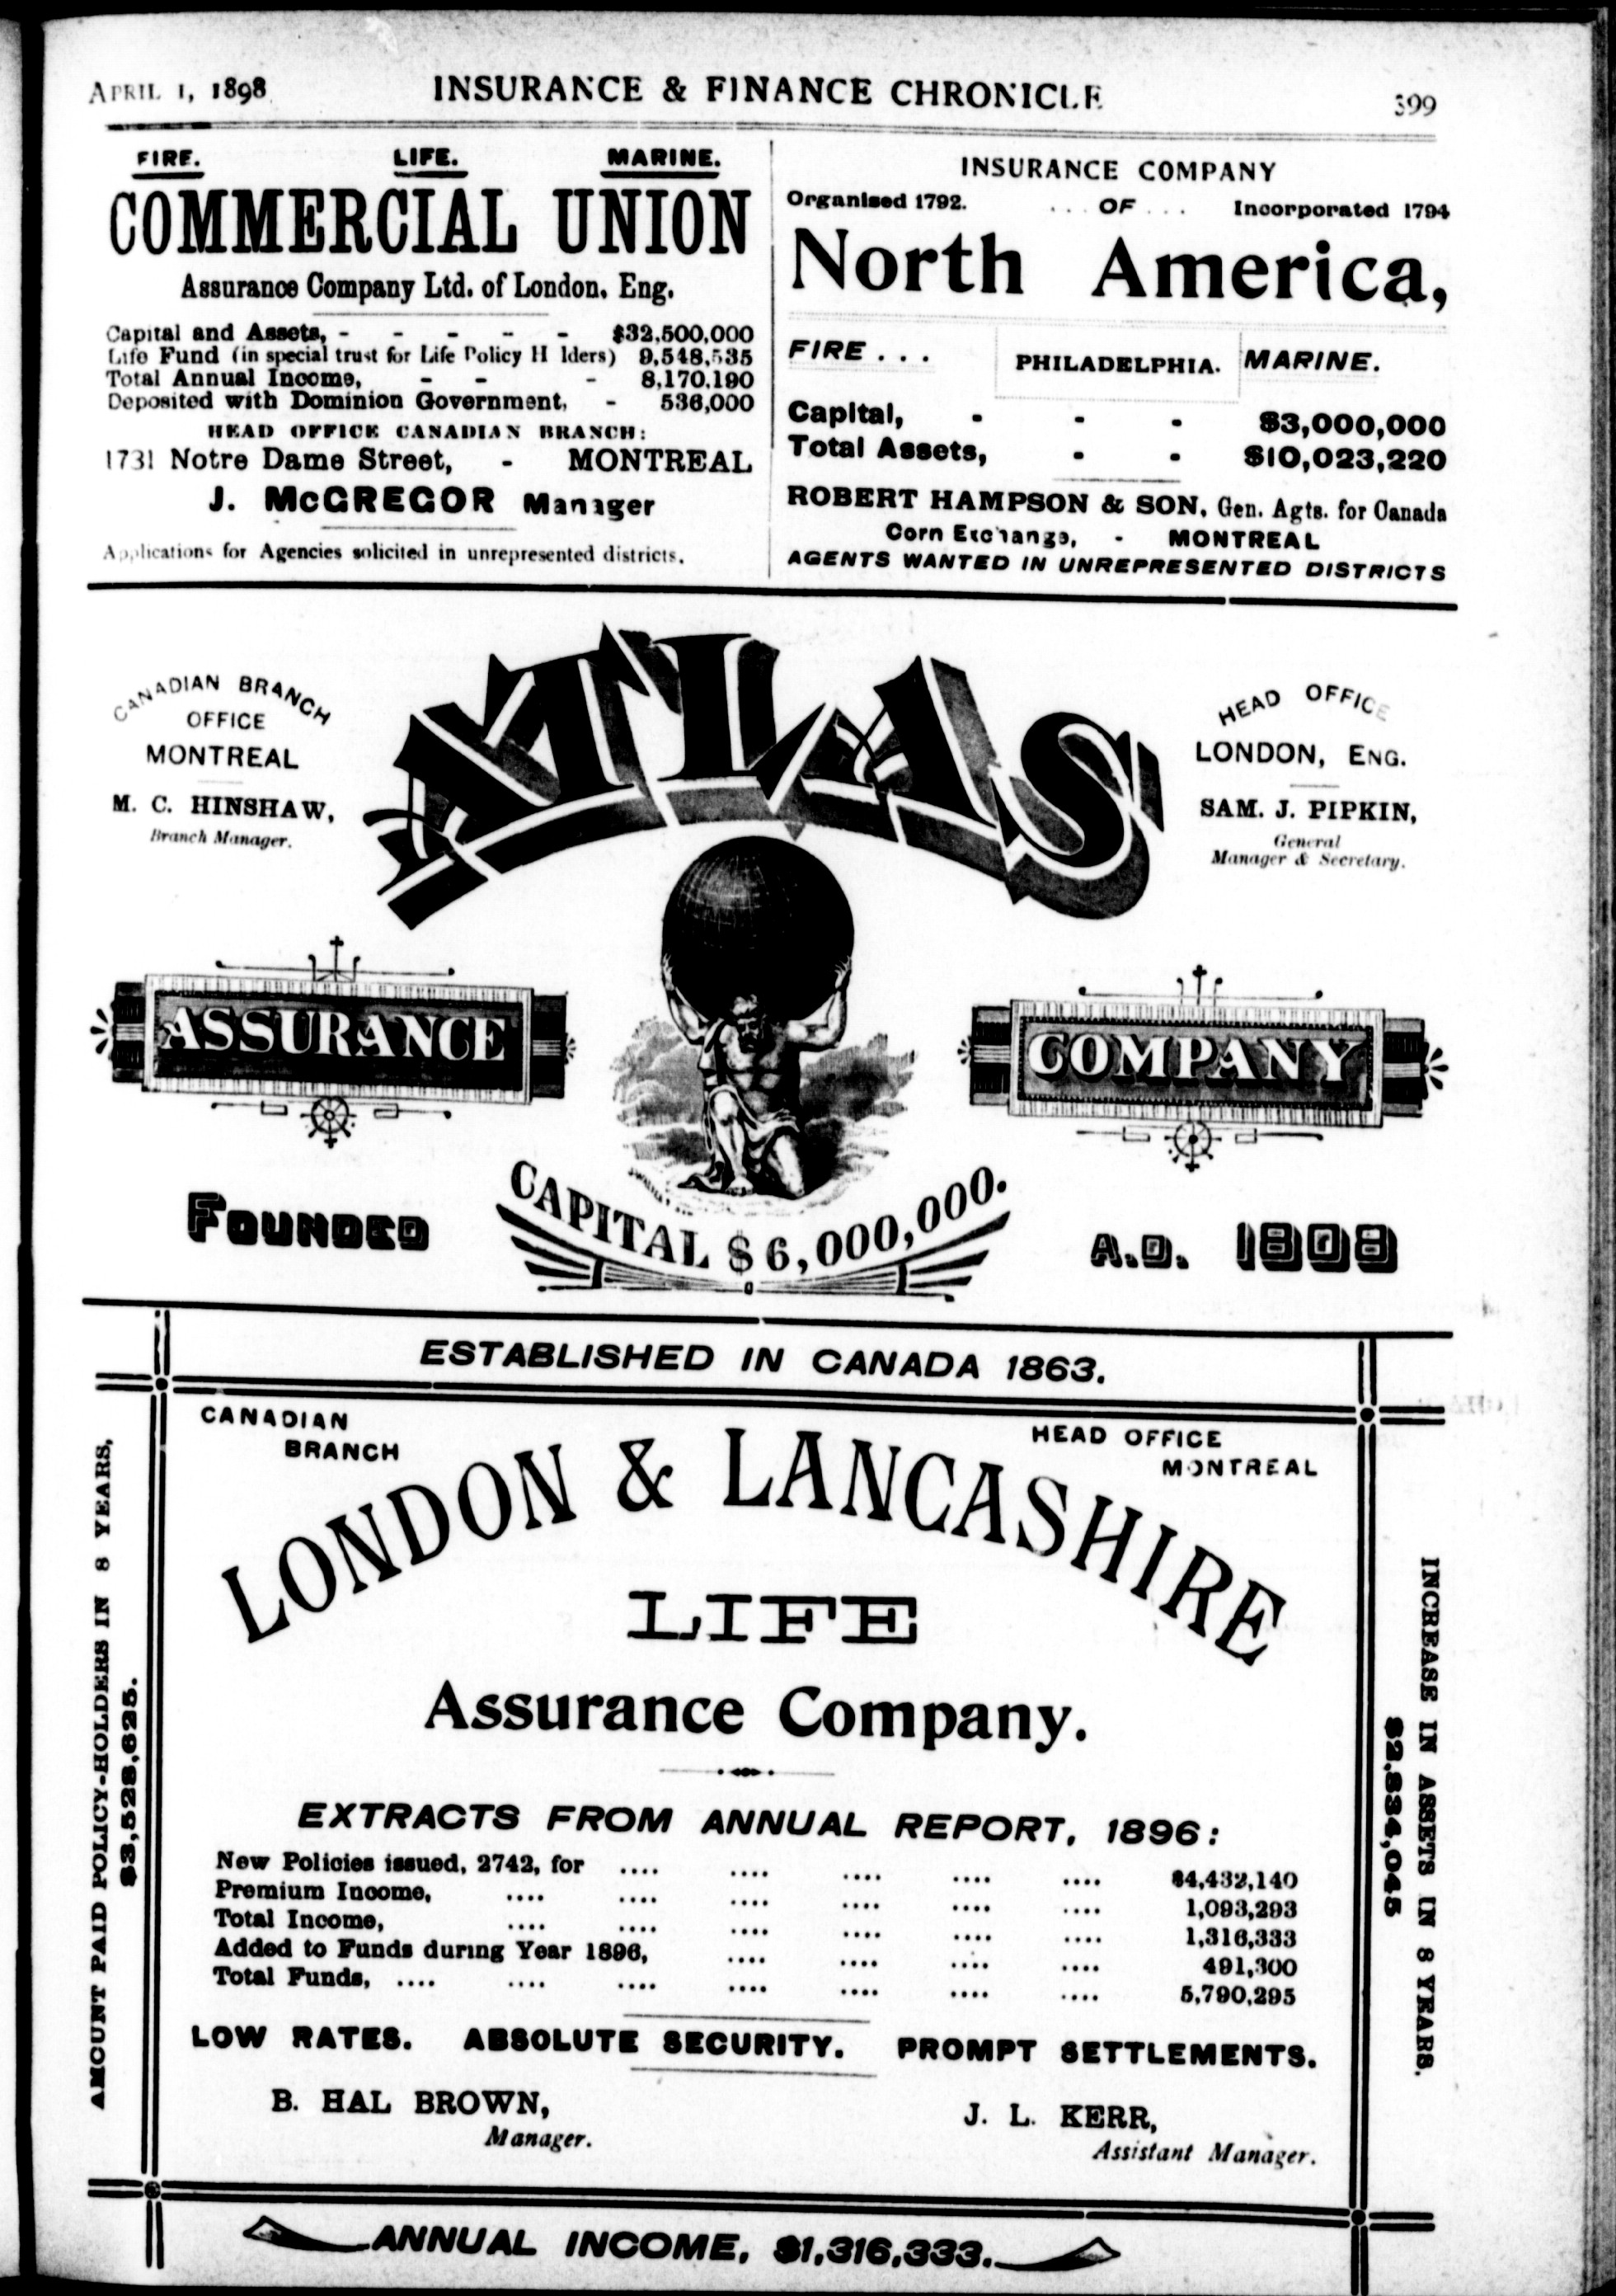 APRIL 1, 1898
INSURANCE & FINANCE CHRONICLE
399
FIRE. LIFE. MARINE.
COMMERCIAL UNION
Assurance Company Ltd. of London, Eng.
Capital and Assets, - - - - - $32,500,000
Life Fund (in special trust for Life Policy H lders) 9,548,535
Total Annual Income, - - - 8,170,190
Deposited with Dominion Government, - 536,000
HEAD OFFICE CANADIAN BRANCH:
1731 Notre Dame Street, - MONTREAL
J. McGREGOR Manager
Applications for Agencies solicited in unrepresented districts.
INSURANCE COMPANY
Organised 1792. ... OF ... Incorporated 1794
North America,
FIRE . . . PHILADELPHIA. MARINE.
Capital, - - - $3,000,000
Total Assets, - - $10,023,220
ROBERT HAMPSON & SON, Gen. Agts. for Canada
Corn Exchange, - MONTREAL
AGENTS WANTED IN UNREPRESENTED DISTRICTS
CANADIAN BRANCH
OFFICE
MONTREAL
M. C. HINSHAW,
Branch Manager.
ATLAS
HEAD OFFICE
LONDON, ENG.
SAM. J. PIPKIN,
General
Manager & Secretary.
ASSURANCE
COMPANY
FOUNDED
CAPITAL $6,000,000.
A.D. 1808
ESTABLISHED IN CANADA 1863.
CANADIAN
BRANCH
HEAD OFFICE
MONTREAL
LONDON & LANCASHIRE
LIFE
Assurance Company.
EXTRACTS FROM ANNUAL REPORT, 1896:
New Policies issued, 2742, for .... .... .... .... .... $4,432,140
Premium Income, .... .... .... .... .... .... 1,093,293
Total Income, .... .... .... .... .... .... 1,316,333
Added to Funds during Year 1896, .... .... .... .... 491,300
Total Funds, .... .... .... .... .... .... .... 5,790,295
LOW RATES. ABSOLUTE SECURITY. PROMPT SETTLEMENTS.
B. HAL BROWN,
Manager.
J. L. KERR,
Assistant Manager.
ANNUAL INCOME, $1,316,333.
AMOUNT PAID POLICY-HOLDERS IN 8 YEARS,
$3,528,625.
INCREASE IN ASSETS IN 8 YEARS.
$2,834,045